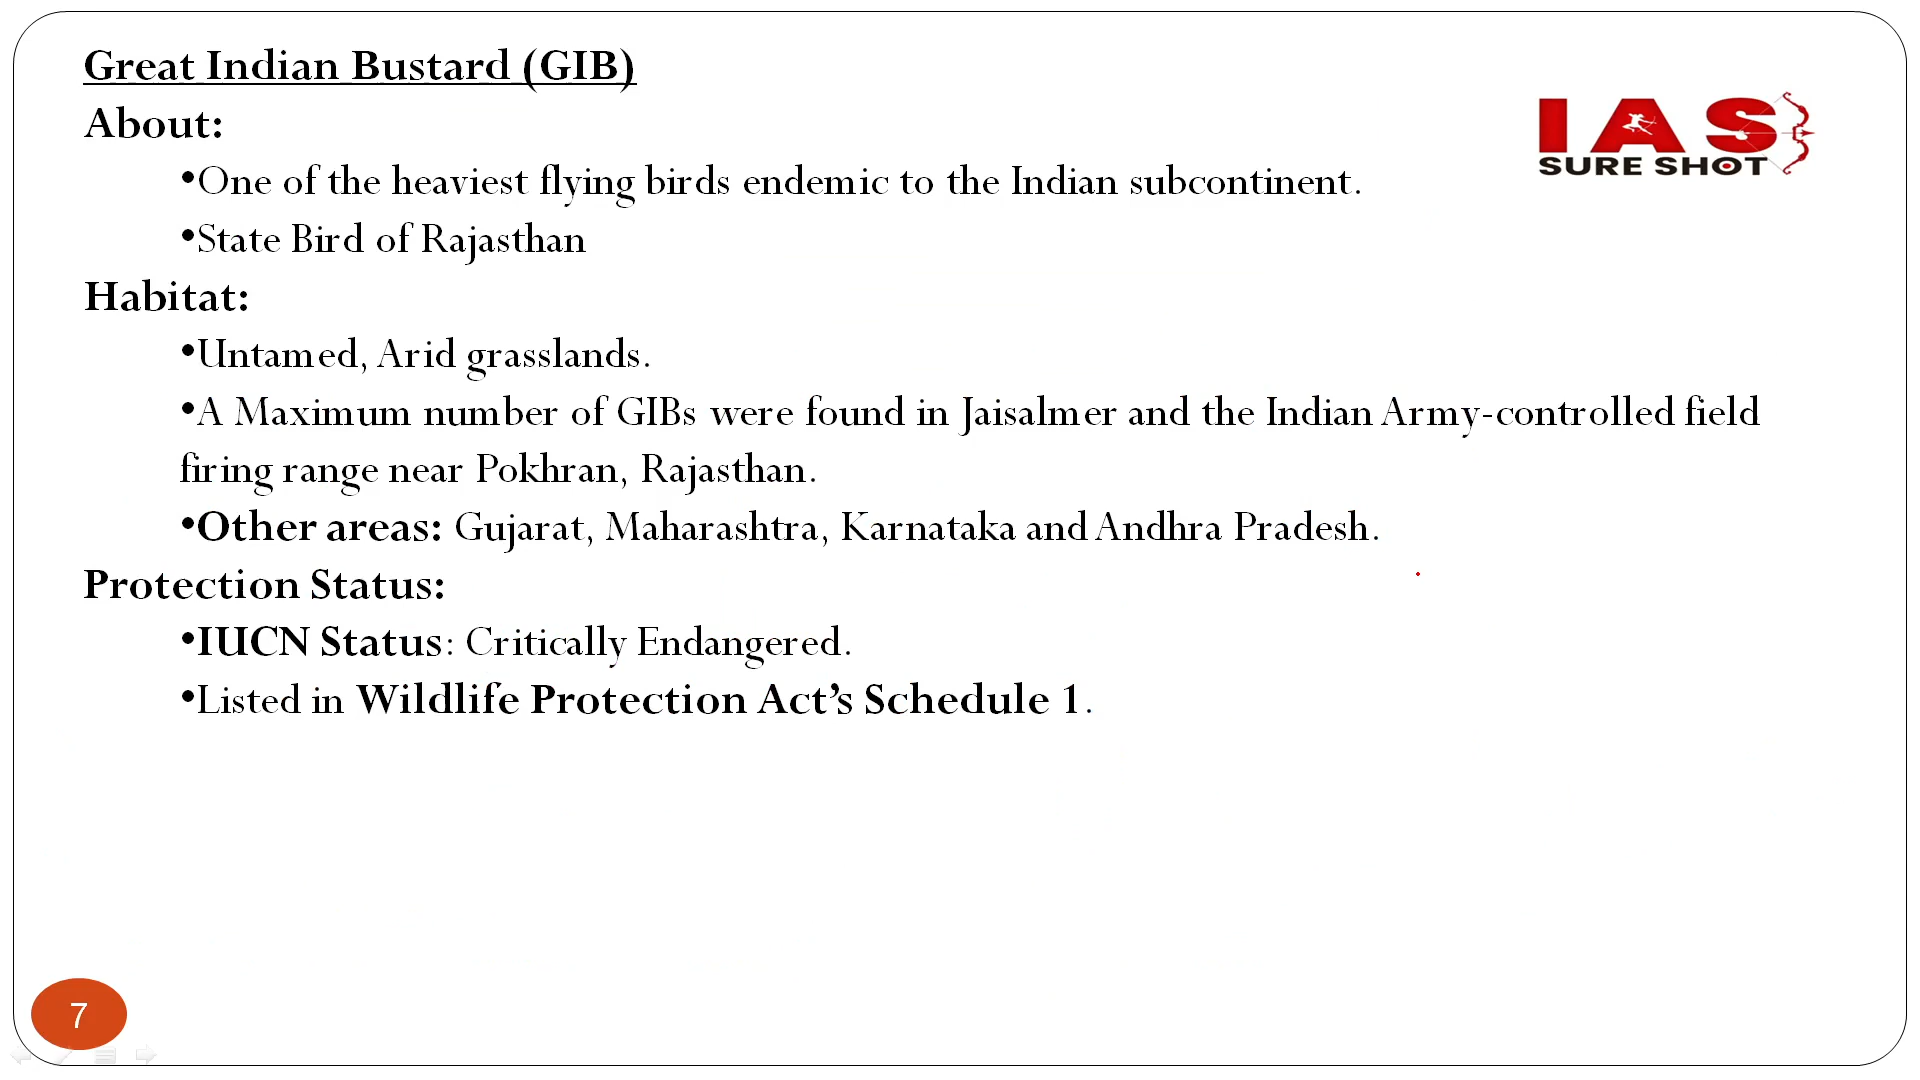 Great Indian Bustard (GIB)
About:
IAS
SURE SHOT
•One of the heaviest flying birds endemic to the Indian subcontinent.
•State Bird of Rajasthan
Habitat:
•Untamed, Arid grasslands.
•A Maximum number of GIBs were found in Jaisalmer and the Indian Army-controlled field
firing range near Pokhran, Rajasthan.
•Other areas: Gujarat, Maharashtra, Karnataka and Andhra Pradesh.
Protection Status:
•IUCN Status: Critically Endangered.
•Listed in Wildlife Protection Act’s Schedule 1.
7